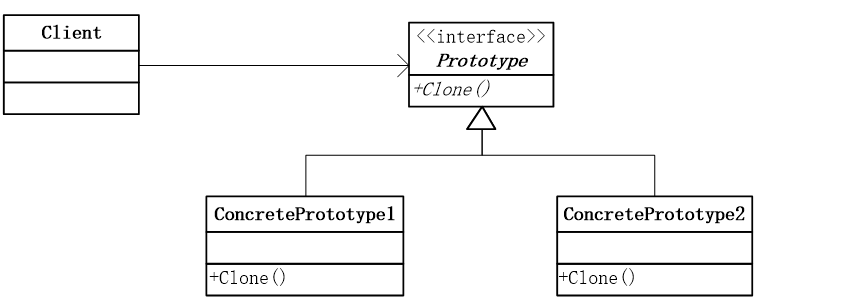 Client
<<interface>>
Prototype
+Clone()
ConcretePrototype1
+Clone()
ConcretePrototype2
+Clone()